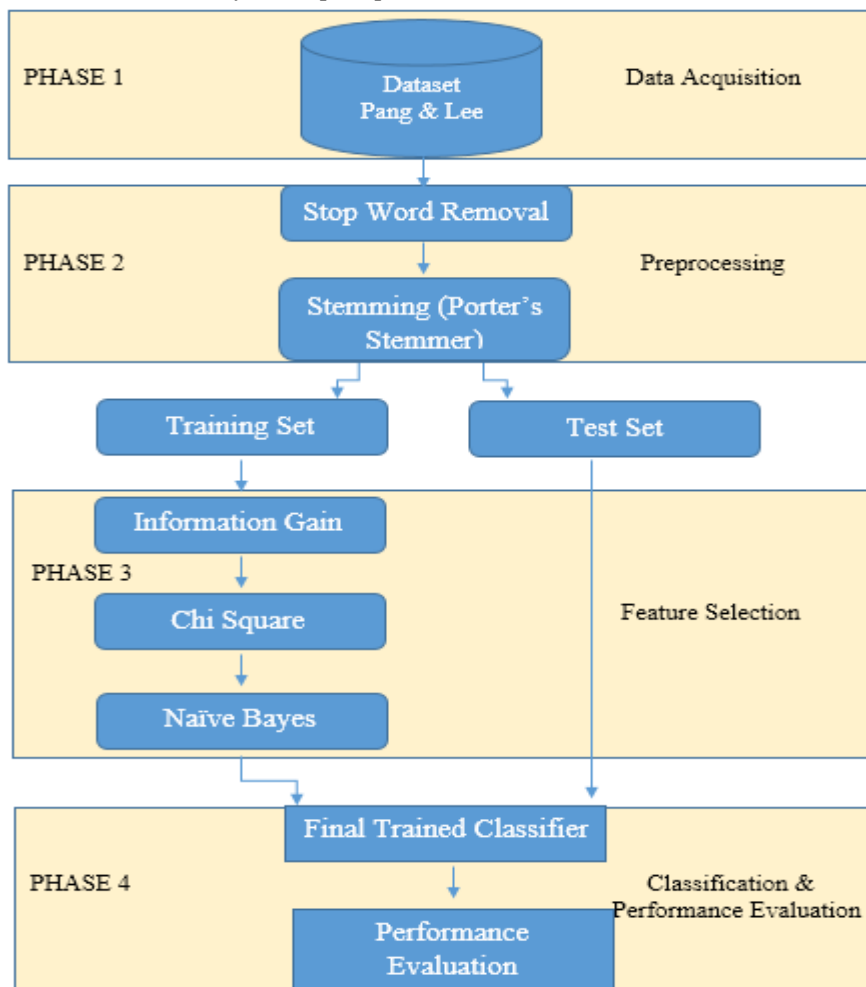 PHASE 1
Dataset
Pang & Lee
Data Acquisition
Stop Word Removal
PHASE 2
Preprocessing
Stemming (Porter's
Stemmer)
Training Set
Test Set
Information Gain
PHASE 3
Chi Square
Feature Selection
Naïve Bayes
Final Trained Classifier
PHASE 4
Classification &
Performance Evaluation
Performance
Evaluation